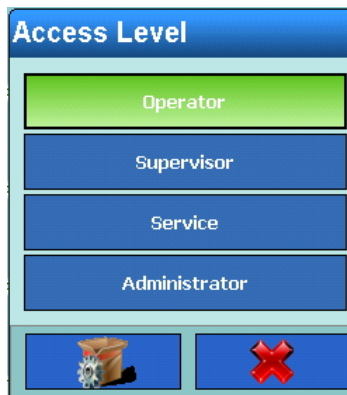 Access Level
Operator
Supervisor
Service
Administrator